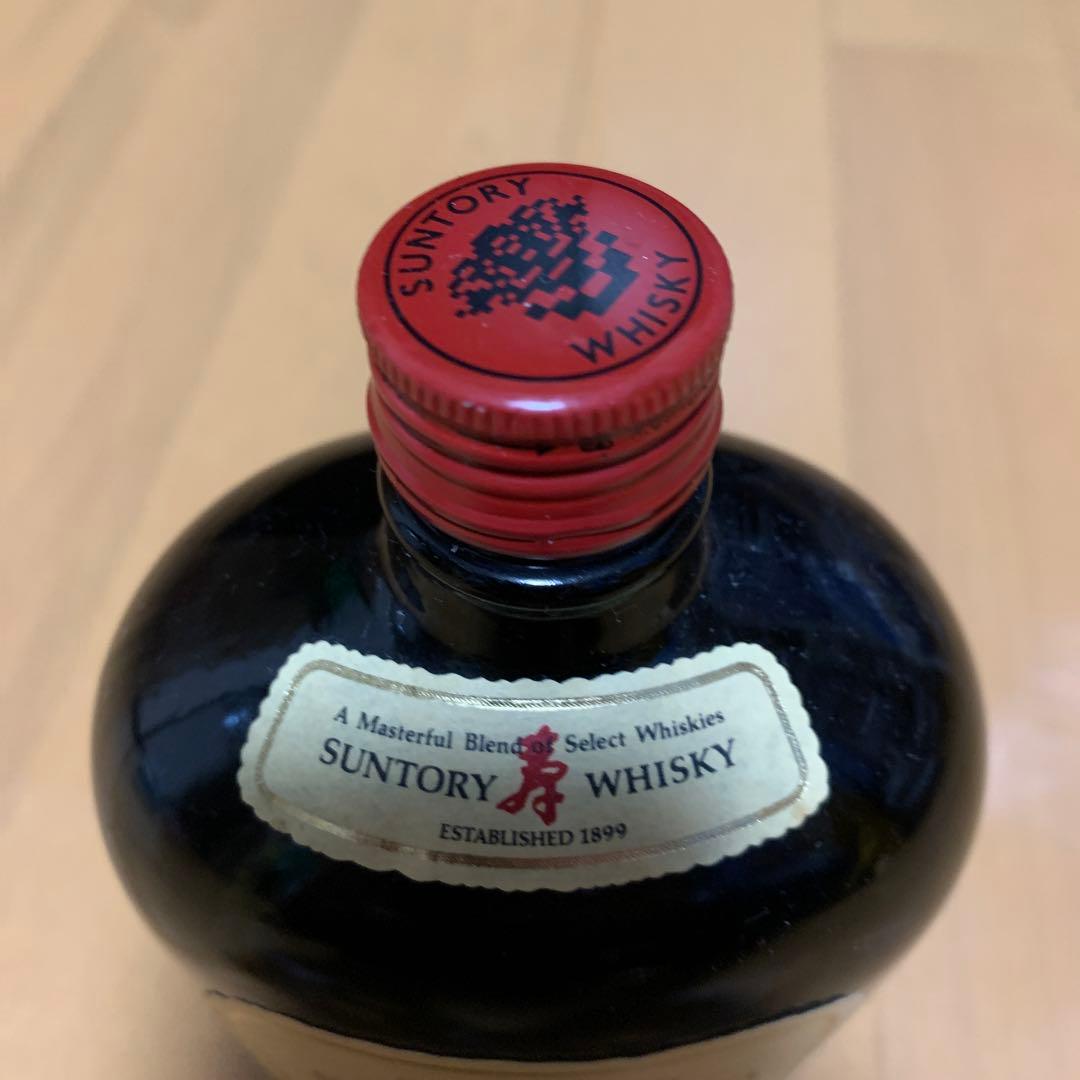 SUNTORY
WHISKY
A Masterful Blend of Select Whiskies
SUNTORY 寿 WHISKY
ESTABLISHED 1899